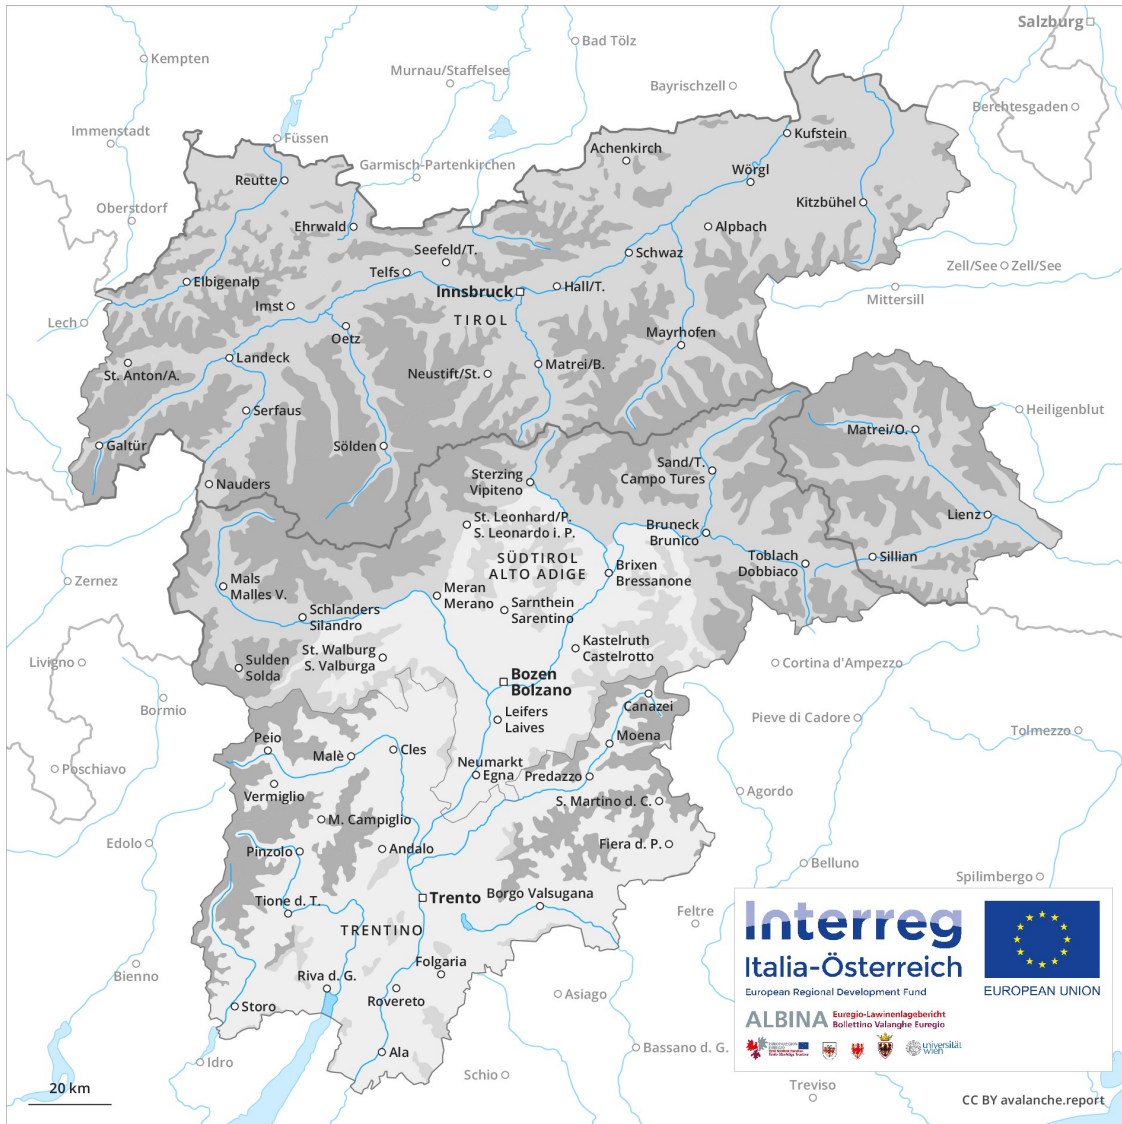 Salzburg
Bad Tölz
Kempten
Murnau/Staffelsee
Bayrischzell
Berchtesgaden
Immenstadt
Füssen
Kufstein
Achenkirch
Garmisch-Partenkirchen
Wörgl
Reutte
Oberstdorf
Kitzbühel
Ehrwald
Alpbach
Seefeld/T.
Schwaz
Telfs
Zell/See
Zell/See
Elbigenalp
Hall/T.
Innsbruck
Mittersill
Imst
TIROL
Lech
Mayrhofen
Oetz
Landeck
Matrei/B.
St. Anton/A.
Neustift/St.
Serfaus
Heiligenblut
Matrei/O.
Galtür
Sölden
Sand/T.
Campo Tures
Sterzing
Vipiteno
Nauders
St. Leonhard/P.
S. Leonardo i. P.
Lienz
Bruneck
Brunico
SÜDTIROL
ALTO ADIGE
Toblach
Dobbiaco
Sillian
Brixen
Bressanone
Zernez
Mals
Malles V.
Meran
Merano
Sarnthein
Sarentino
Schlanders
Silandro
Kastelruth
Castelrotto
St. Walburg
S. Valburga
Livigno
Sulden
Solda
Cortina d'Ampezzo
Bozen
Bolzano
Bormio
Canazei
Leifers
Laives
Pieve di Cadore
Tolmezzo
Peio
Moena
Cles
Malè
Neumarkt
Egna
Predazzo
Poschiavo
Vermiglio
Agordo
S. Martino d. C.
M. Campiglio
Edolo
Fiera d. P.
Andalo
Pinzolo
Belluno
Spilimbergo
Borgo Valsugana
Trento
Tione d. T.
Feltre
Interreg
TRENTINO
Italia-Österreich
Folgaria
Bienno
Riva d. G.
European Regional Development Fund
EUROPEAN UNION
Asiago
Rovereto
Storo
ALBINA
Euregio-Lawinenlagebericht
Bollettino Valanghe Euregio
universität
wien
Ala
Bassano d. G.
Idro
Schio
Treviso
20 km
CC BY avalanche.report